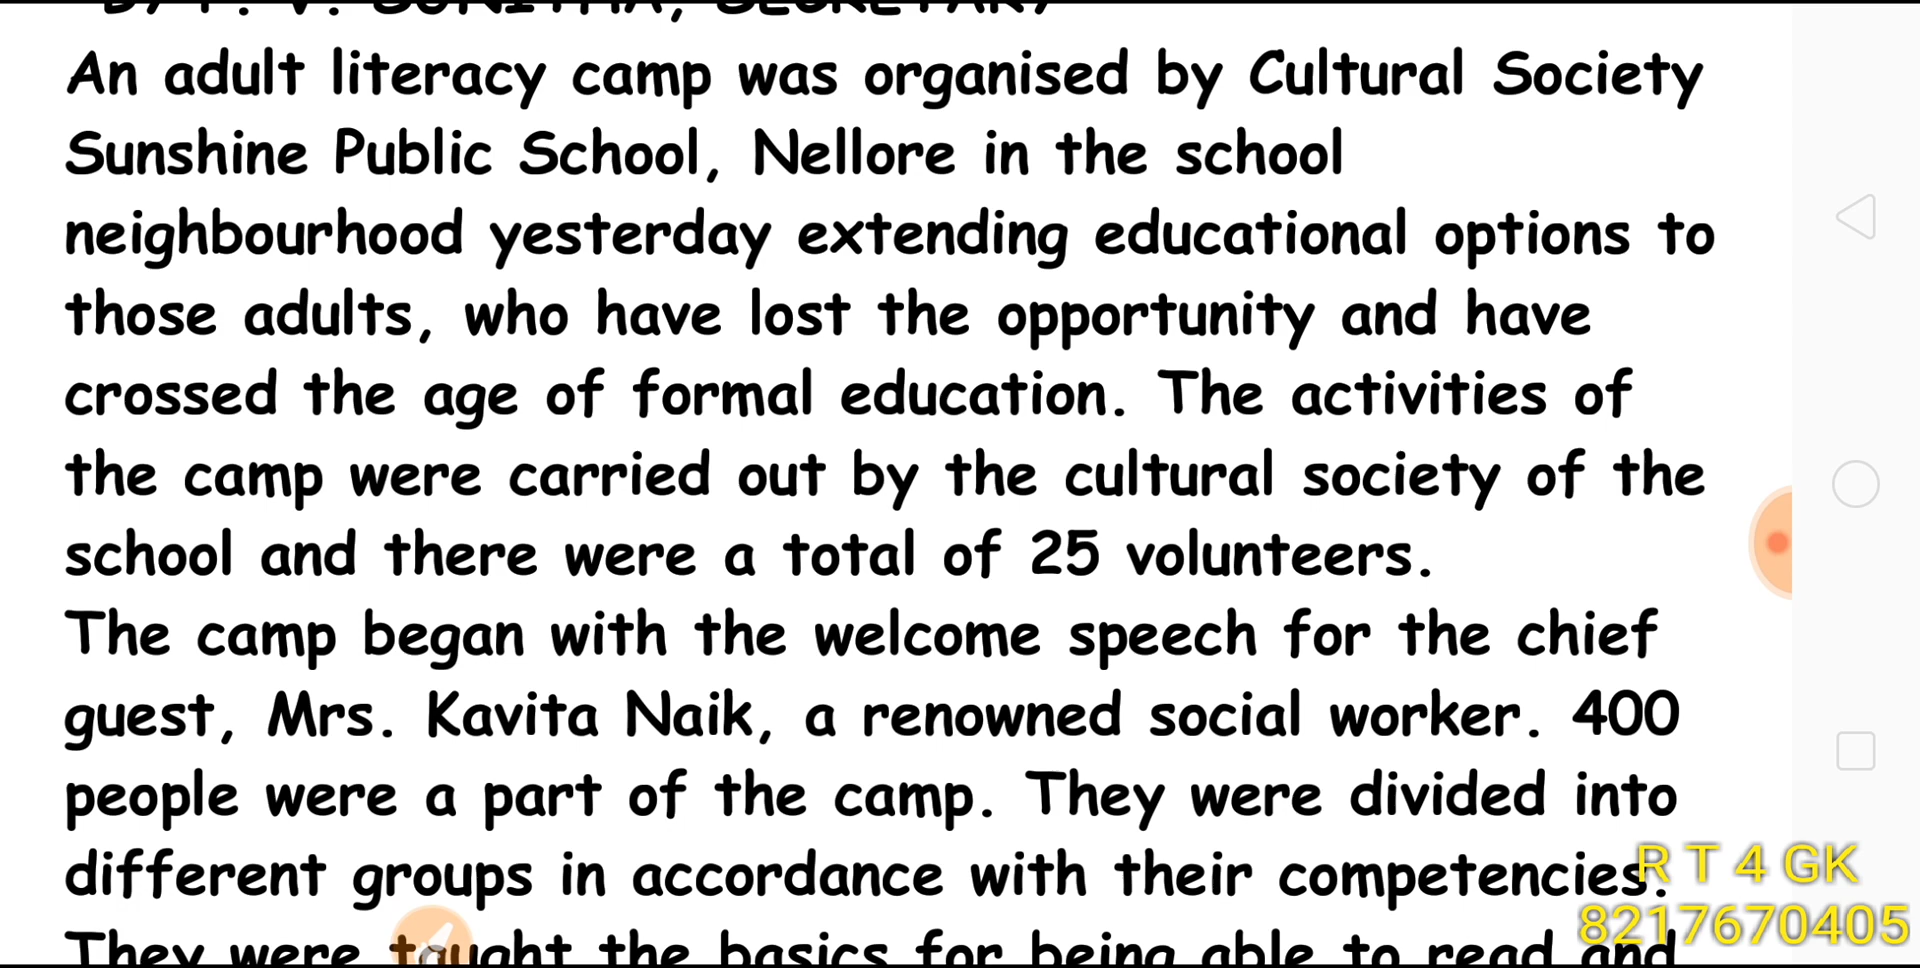 An adult literacy camp was organised by Cultural Society
Sunshine Public School, Nellore in the school
neighbourhood yesterday extending educational options to
those adults, who have lost the opportunity and have
crossed the age of formal education. The activities of
the camp were carried out by the cultural society of the
school and there were a total of 25 volunteers.
The camp began with the welcome speech for the chief
guest, Mrs. Kavita Naik, a renowned social worker. 400
people were a part of the camp. They were divided into
different groups in accordance with their competencies.
They were taught the basics for being able to read and
R T 4 GK
8217670405